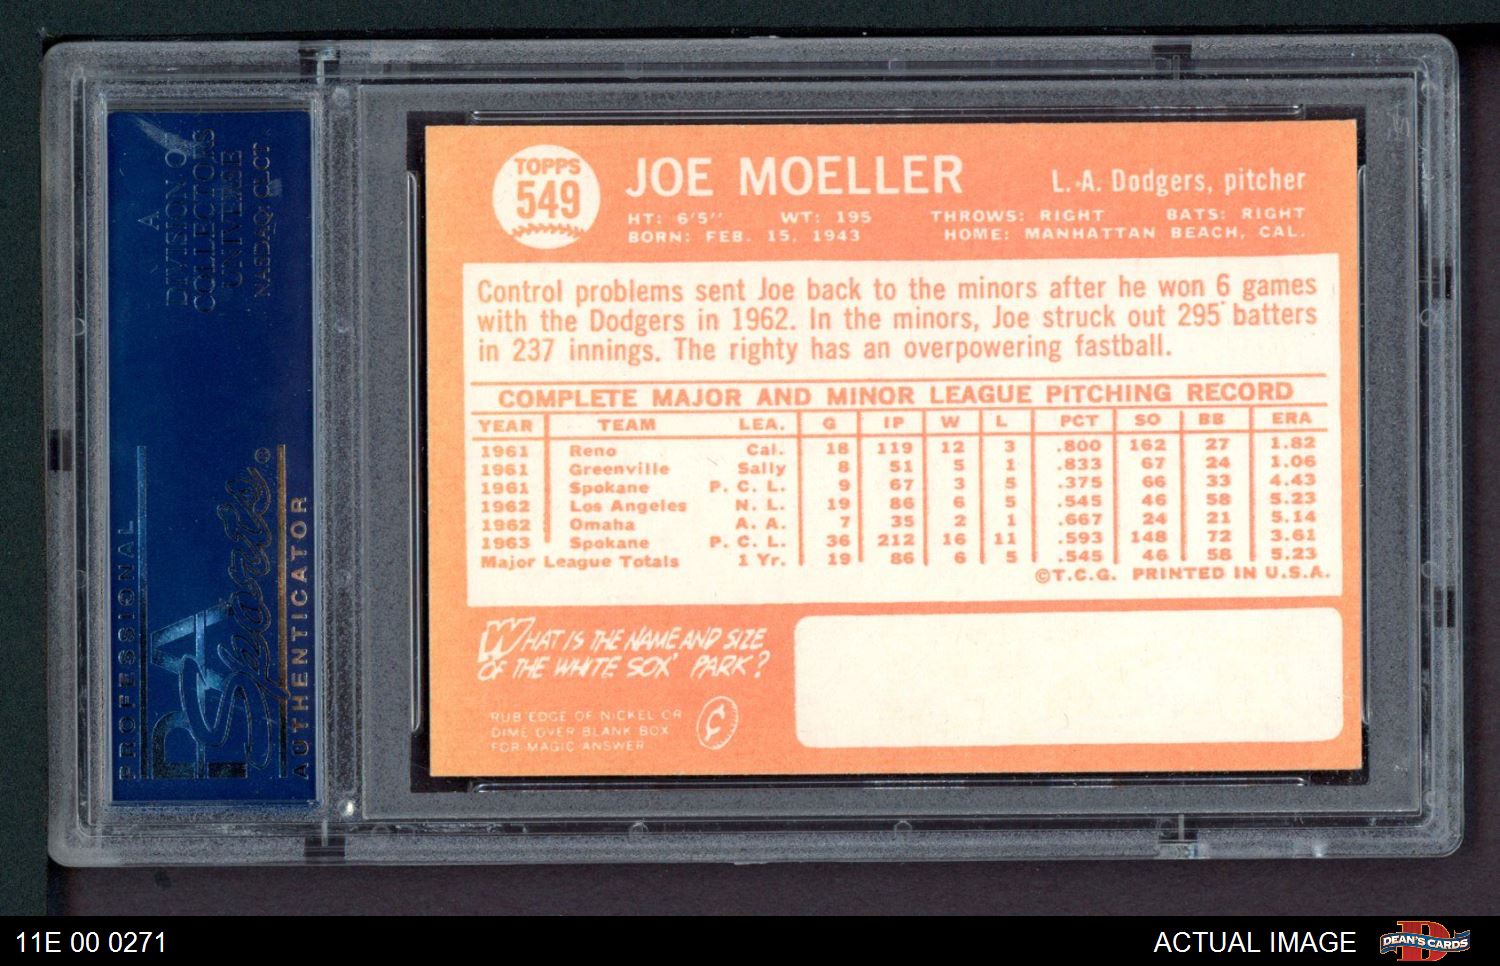 A
DIVISION OF
COLLECTORS
UNIVERSE
NASDAQ: CLCT
PROFESSIONAL
PSA
Sports®
AUTHENTICATOR
TOPPS
549
JOE MOELLER
L.A. Dodgers, pitcher
HT: 6'5" WT: 195 THROWS: RIGHT BATS: RIGHT
BORN: FEB. 15, 1943 HOME: MANHATTAN BEACH, CAL.
Control problems sent Joe back to the minors after he won 6 games
with the Dodgers in 1962. In the minors, Joe struck out 295 batters
in 237 innings. The righty has an overpowering fastball.
COMPLETE MAJOR AND MINOR LEAGUE PITCHING RECORD
YEAR TEAM LEA. G IP W L PCT SO BB ERA
1961 Reno Cal. 18 119 12 3 .800 162 27 1.82
1961 Greenville Sally 8 51 5 1 .833 67 24 1.06
1961 Spokane P. C. L. 9 67 3 5 .375 66 33 4.43
1962 Los Angeles N. L. 19 86 6 5 .545 46 58 5.23
1962 Omaha A. A. 7 35 2 1 .667 24 21 5.14
1963 Spokane P. C. L. 36 212 16 11 .593 148 72 3.61
Major League Totals 1 Yr. 19 86 6 5 .545 46 58 5.23
©T.C.G. PRINTED IN U.S.A.
WHAT IS THE NAME AND SIZE
OF THE WHITE SOX' PARK?
RUB EDGE OF NICKEL OR
DIME OVER BLANK BOX
FOR MAGIC ANSWER
11E 00 0271
ACTUAL IMAGE
D
DEAN'S CARDS